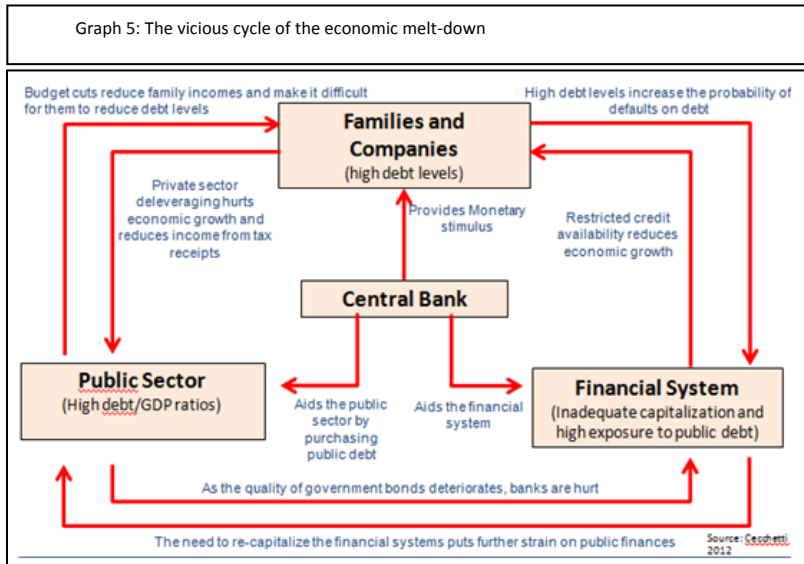 Graph 5: The vicious cycle of the economic melt-down
Budget cuts reduce family incomes and make it difficult
for them to reduce debt levels
High debt levels increase the probability of
defaults on debt
Families and
Companies
(high debt levels)
Private sector
deleveraging hurts
economic growth and
reduces income from tax
receipts
Provides Monetary
stimulus
Restricted credit
availability reduces
economic growth
Central Bank
Public Sector
(High debt/GDP ratios)
Aids the public
sector by
purchasing
public debt
Aids the financial
system
Financial System
(Inadequate capitalization and
high exposure to public debt)
As the quality of government bonds deteriorates, banks are hurt
The need to re-capitalize the financial systems puts further strain on public finances
Source: Cecchetti
2012